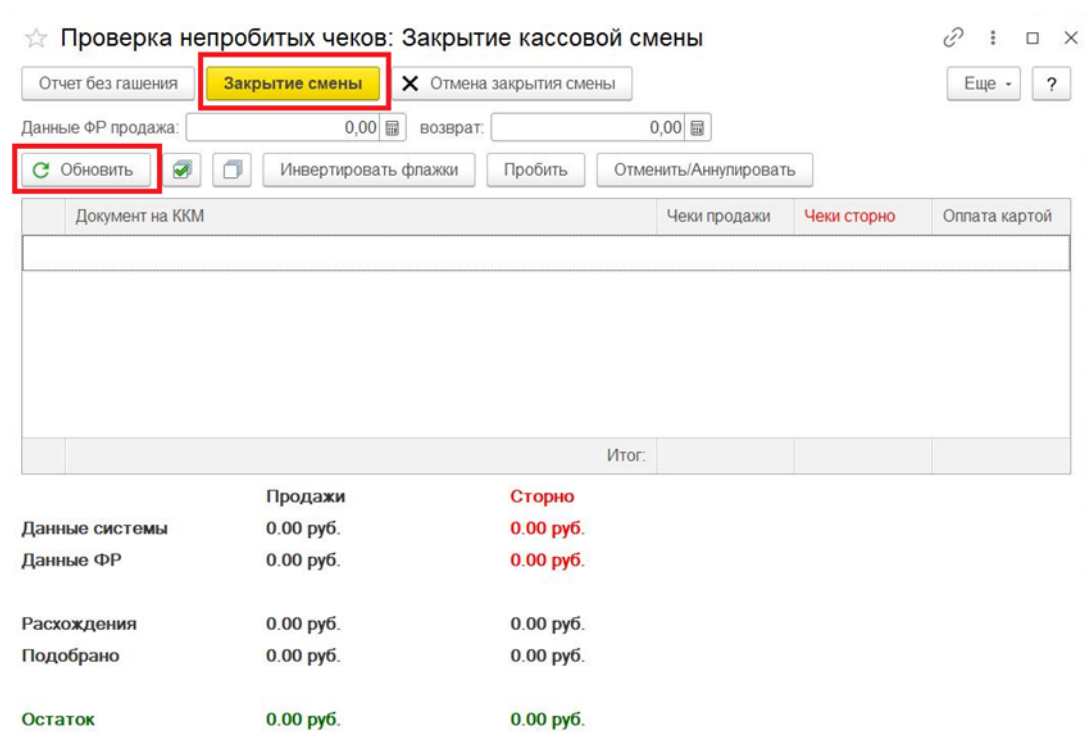 Проверка непробитых чеков: Закрытие кассовой смены
Отчет без гашения Закрытие смены Отмена закрытия смены Еще ?
Данные ФР продажа: 0,00 возврат: 0,00
Обновить Инвертировать флажки Пробить Отменить/Аннулировать
Документ на ККМ Чеки продажи Чеки сторно Оплата картой
Итог:
Продажи Сторно
Данные системы 0.00 руб. 0.00 руб.
Данные ФР 0.00 руб. 0.00 руб.
Расхождения 0.00 руб. 0.00 руб.
Подобрано 0.00 руб. 0.00 руб.
Остаток 0.00 руб. 0.00 руб.